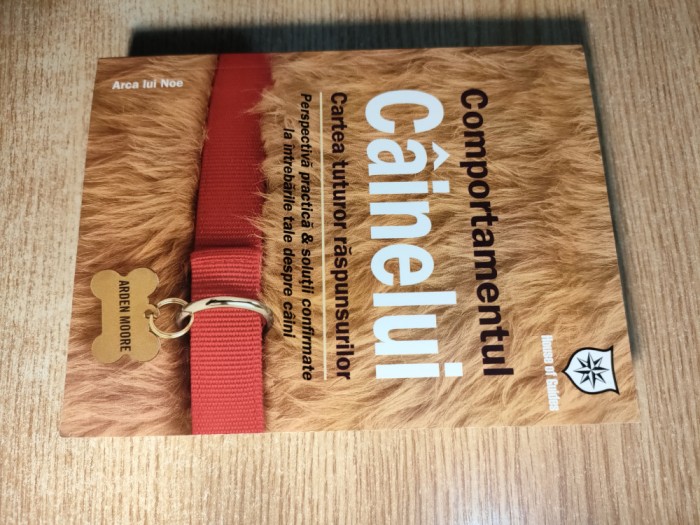 House of Guides
Comportamentul
Câinelui
Cartea tuturor răspunsurilor
Perspectivă practică & soluții confirmate
la întrebările tale despre câini
ARDEN MOORE
Arca lui Noe